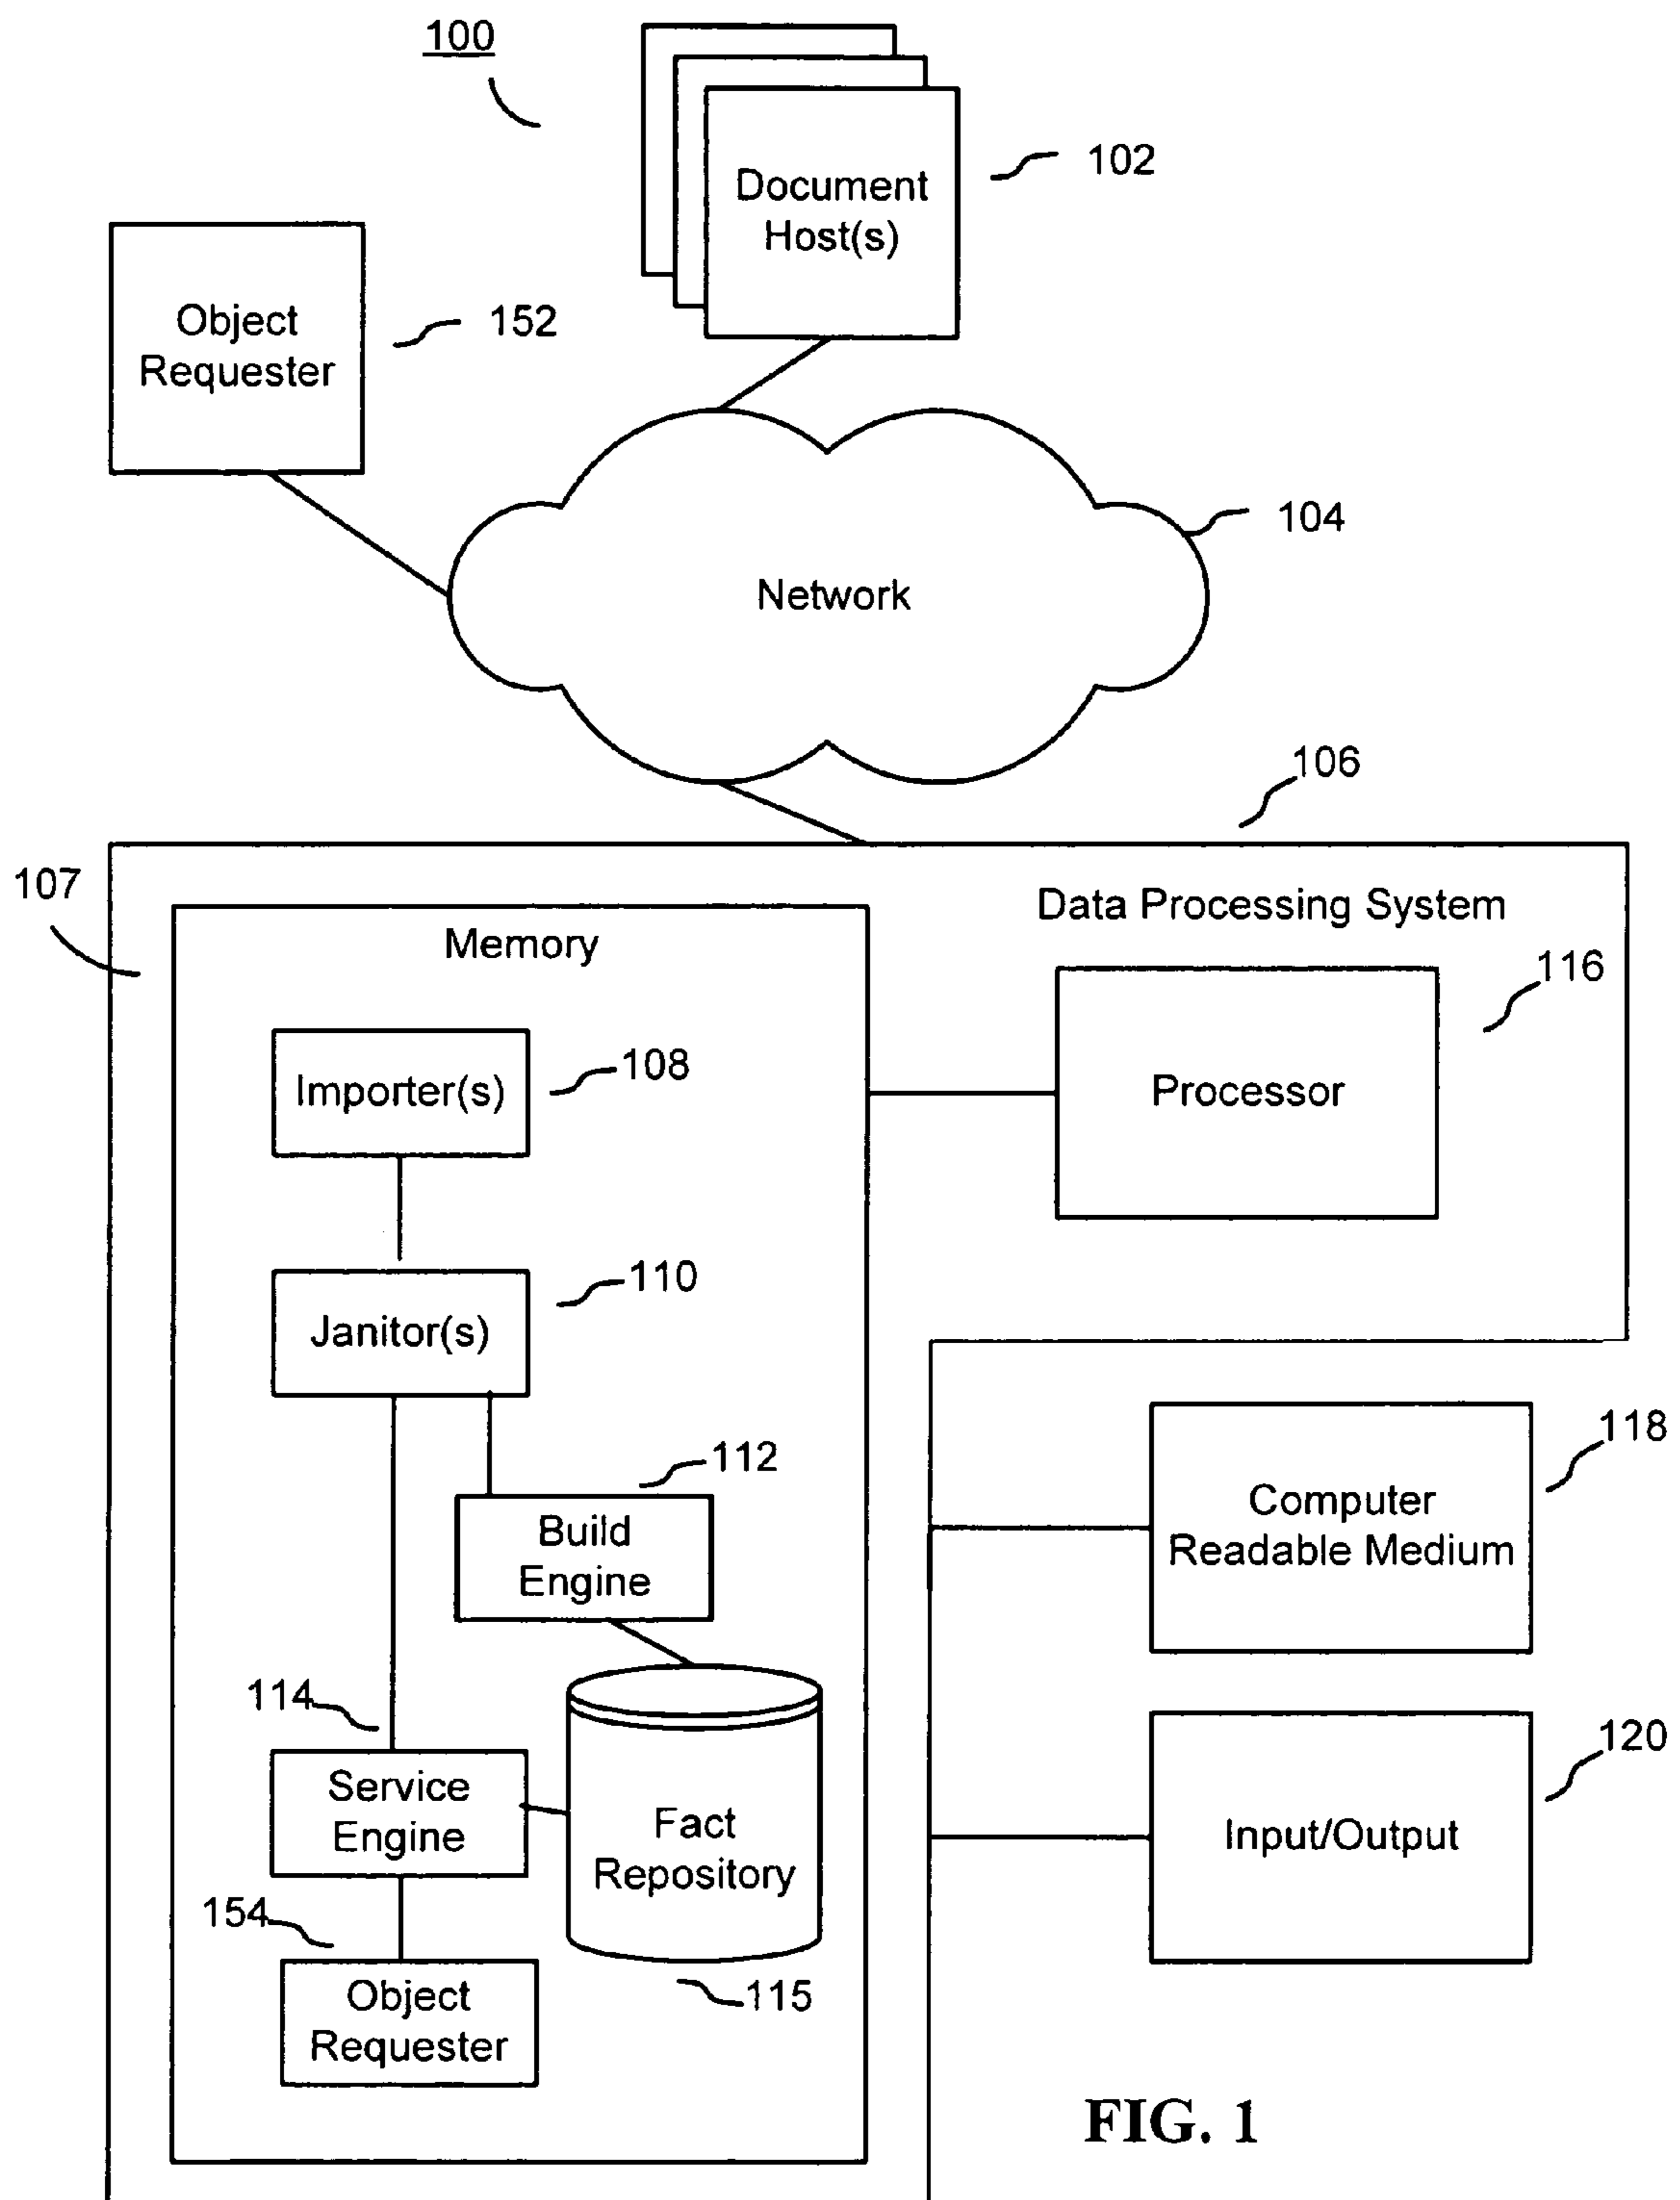 100
Document
Host(s)
102
Object
Requester
152
104
Network
106
107
Data Processing System
Memory
116
Importer(s)
108
Processor
110
Janitor(s)
118
112
Computer
Readable Medium
Build
Engine
114
120
Service
Engine
Fact
Repository
Input/Output
154
115
Object
Requester
FIG. 1